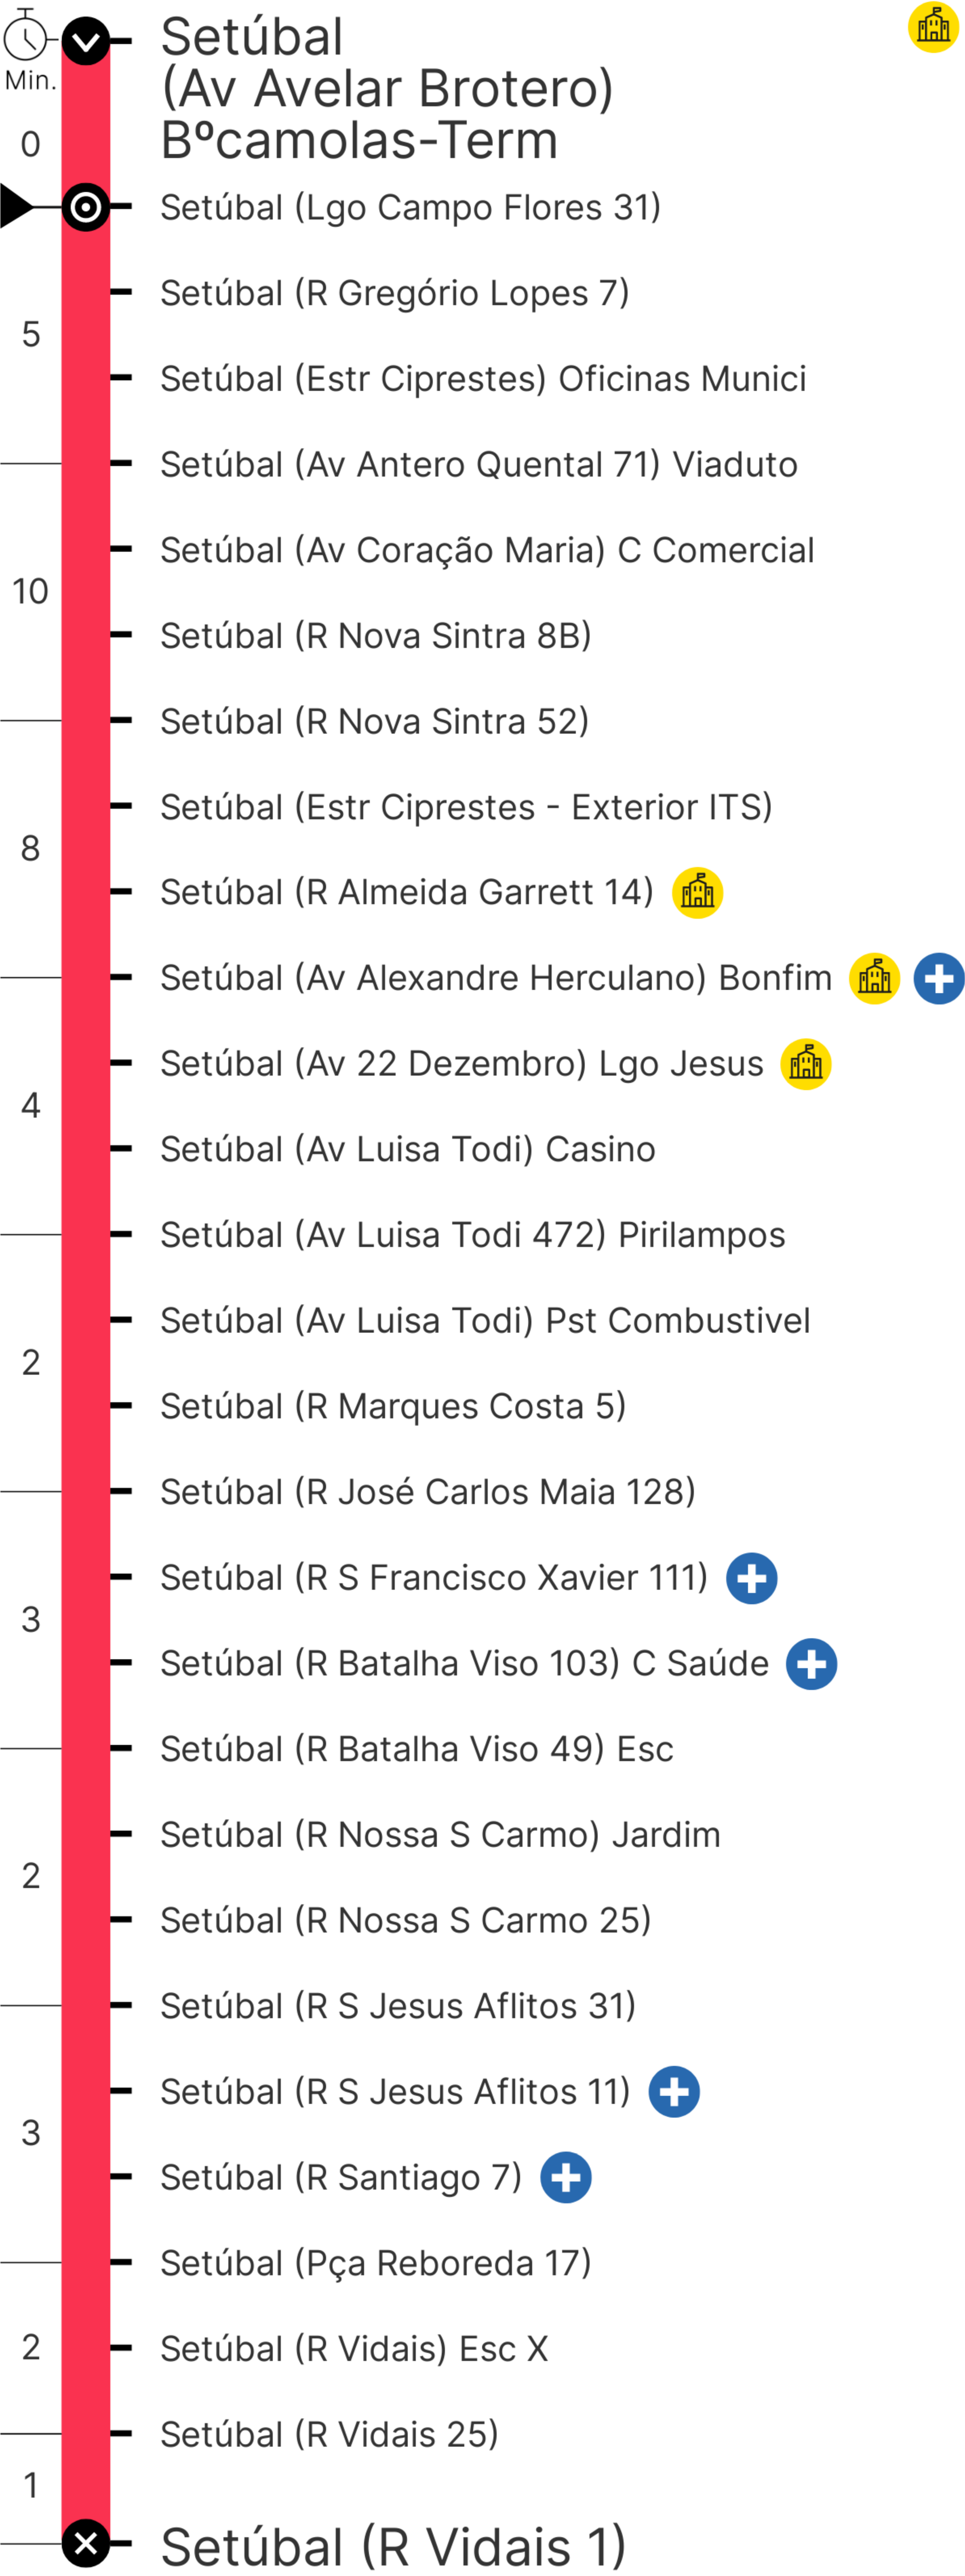 Min.
Setúbal
(Av Avelar Brotero)
Bºcamolas-Term
0
Setúbal (Lgo Campo Flores 31)
Setúbal (R Gregório Lopes 7)
5
Setúbal (Estr Ciprestes) Oficinas Munici
Setúbal (Av Antero Quental 71) Viaduto
Setúbal (Av Coração Maria) C Comercial
10
Setúbal (R Nova Sintra 8B)
Setúbal (R Nova Sintra 52)
Setúbal (Estr Ciprestes - Exterior ITS)
8
Setúbal (R Almeida Garrett 14)
Setúbal (Av Alexandre Herculano) Bonfim
Setúbal (Av 22 Dezembro) Lgo Jesus
4
Setúbal (Av Luisa Todi) Casino
Setúbal (Av Luisa Todi 472) Pirilampos
Setúbal (Av Luisa Todi) Pst Combustivel
2
Setúbal (R Marques Costa 5)
Setúbal (R José Carlos Maia 128)
Setúbal (R S Francisco Xavier 111)
3
Setúbal (R Batalha Viso 103) C Saúde
Setúbal (R Batalha Viso 49) Esc
Setúbal (R Nossa S Carmo) Jardim
2
Setúbal (R Nossa S Carmo 25)
Setúbal (R S Jesus Aflitos 31)
Setúbal (R S Jesus Aflitos 11)
3
Setúbal (R Santiago 7)
Setúbal (Pça Reboreda 17)
2
Setúbal (R Vidais) Esc X
Setúbal (R Vidais 25)
1
Setúbal (R Vidais 1)